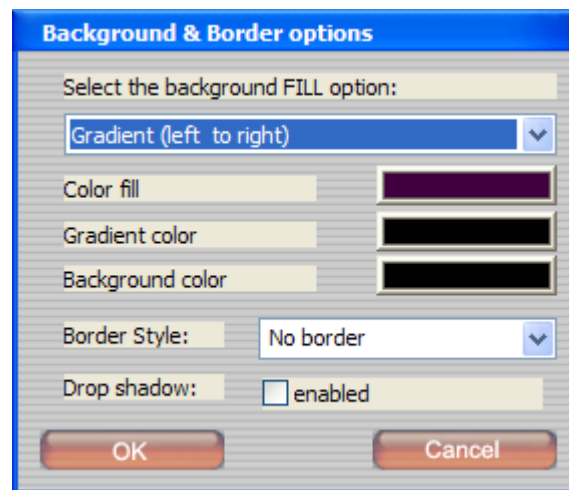 Background & Border options
Select the background FILL option:
Gradient (left  to right)
Color fill
Gradient color
Background color
Border Style: No border
Drop shadow: enabled
OK Cancel